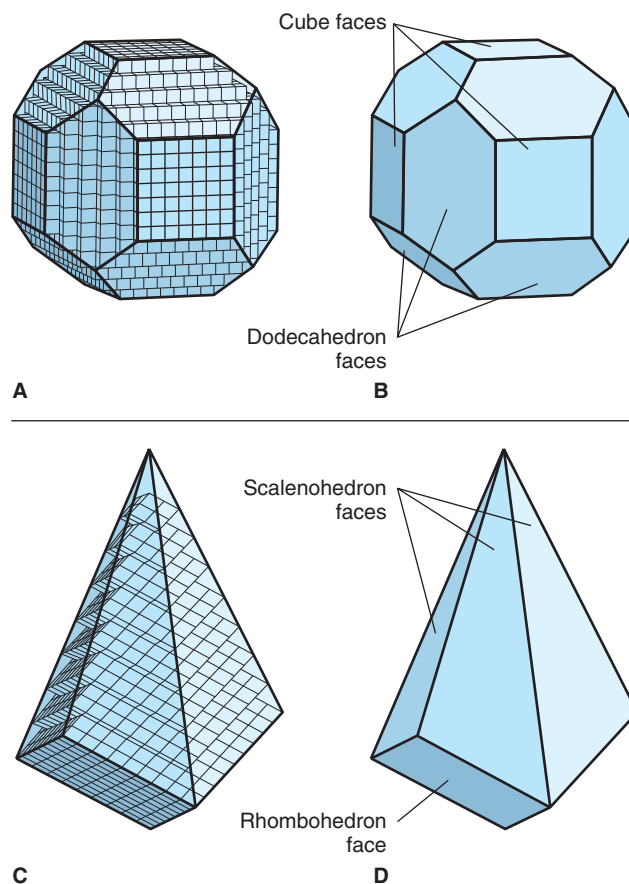 Cube faces
Dodecahedron
faces
A
B
Scalenohedron
faces
Rhombohedron
face
C
D